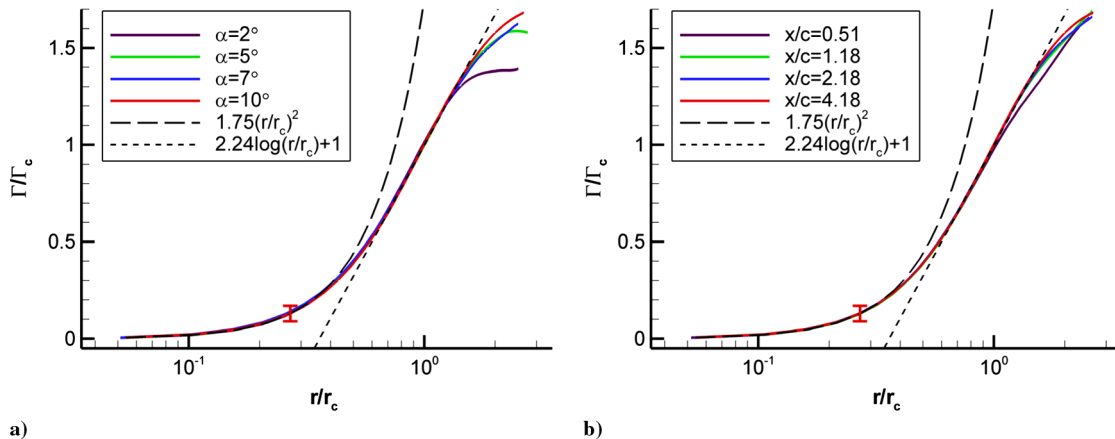 1.5
1
0.5
0
Γ/Γc
α=2°
α=5°
α=7°
α=10°
1.75(r/rc)²
2.24log(r/rc)+1
10⁻¹
10⁰
r/rc
a)
1.5
1
0.5
0
Γ/Γc
x/c=0.51
x/c=1.18
x/c=2.18
x/c=4.18
1.75(r/rc)²
2.24log(r/rc)+1
10⁻¹
10⁰
r/rc
b)